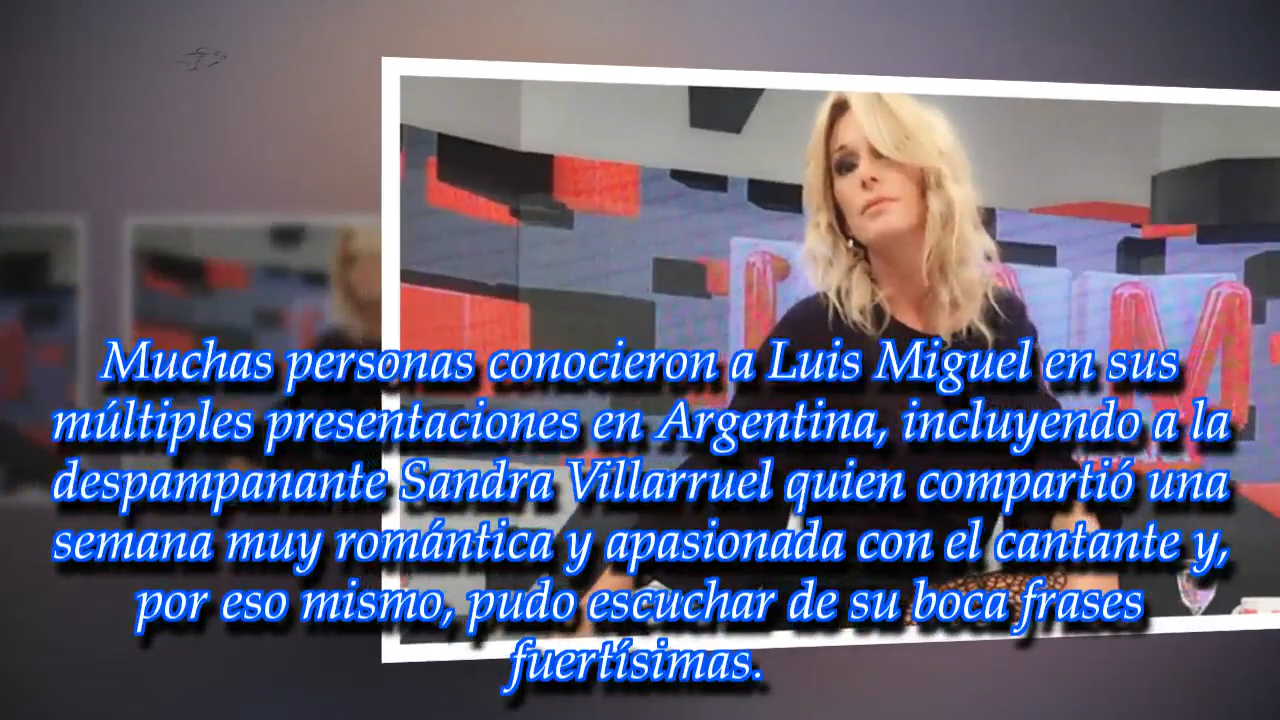 Muchas personas conocieron a Luis Miguel en sus
múltiples presentaciones en Argentina, incluyendo a la
despampanante Sandra Villarruel quien compartió una
semana muy romántica y apasionada con el cantante y,
por eso mismo, pudo escuchar de su boca frases
fuertísimas.